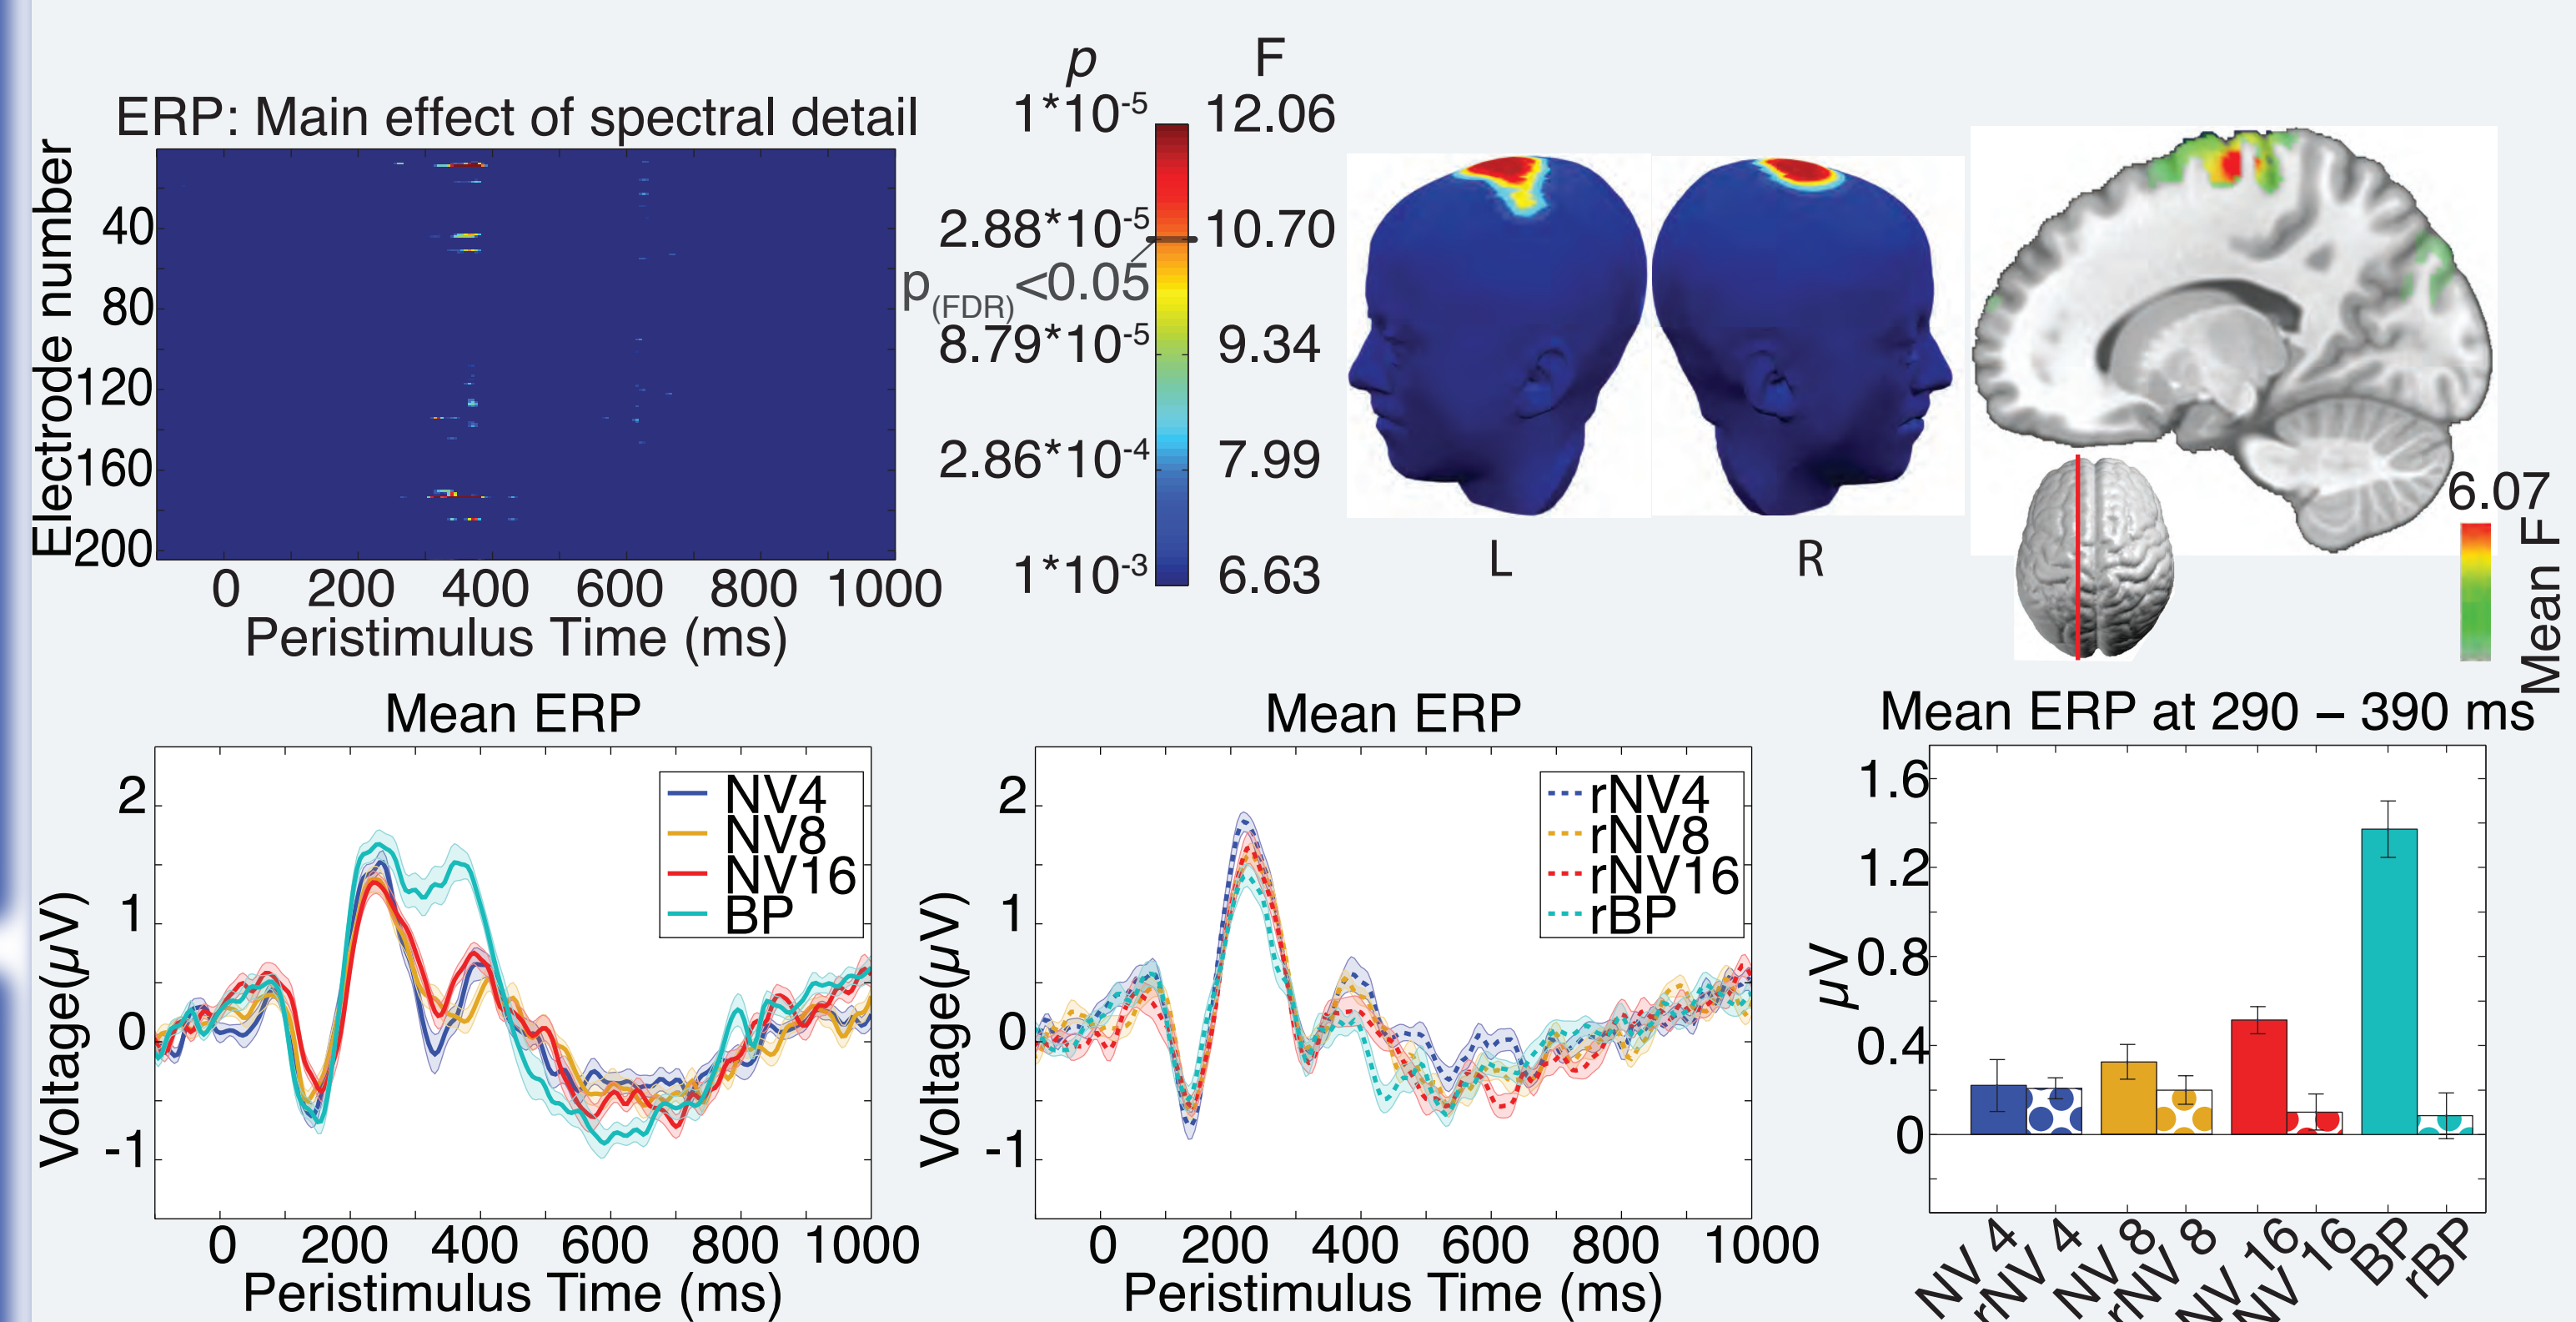 ERP: Main effect of spectral detail
Electrode number
40
80
120
160
200
0 200 400 600 800 1000
Peristimulus Time (ms)
p F
1*10-5 12.06
2.88*10-5 10.70
p(FDR)<0.05
8.79*10-5 9.34
2.86*10-4 7.99
1*10-3 6.63
L R
6.07
Mean F
Mean ERP
Voltage(μV)
2
1
0
-1
NV4
NV8
NV16
BP
0 200 400 600 800 1000
Peristimulus Time (ms)
Mean ERP
Voltage(μV)
2
1
0
-1
rNV4
rNV8
rNV16
rBP
0 200 400 600 800 1000
Peristimulus Time (ms)
Mean ERP at 290 – 390 ms
μV
1.6
1.2
0.8
0.4
0
NV 4
rNV 4
NV 8
rNV 8
NV 16
NV 16
BP
rBP